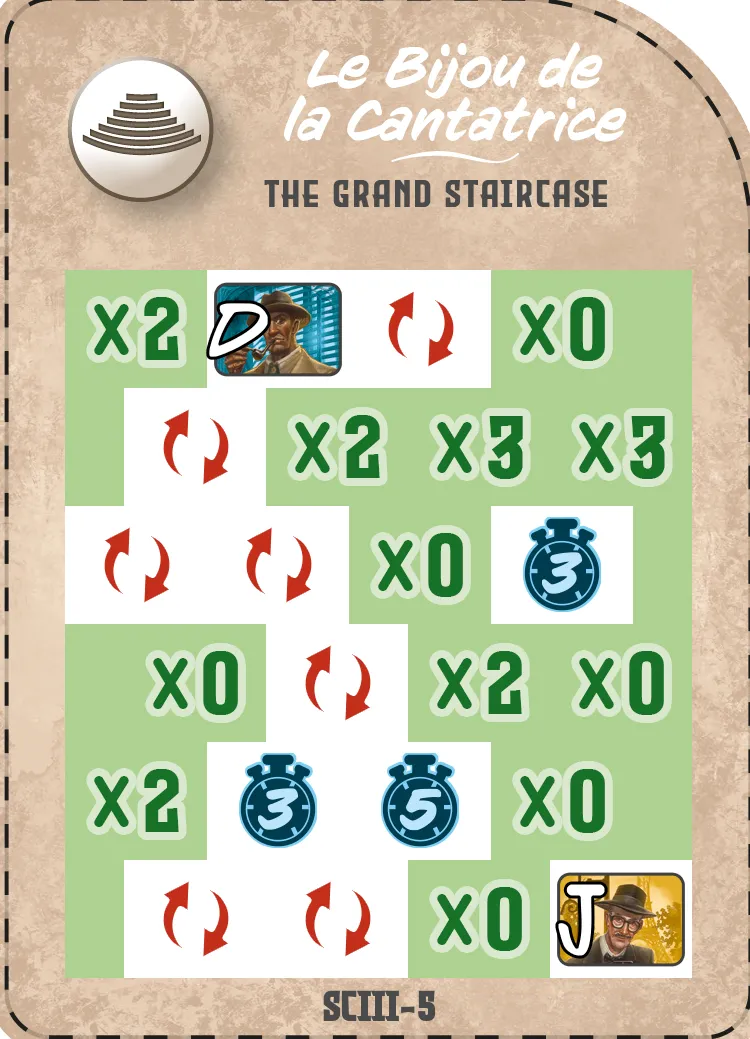 Le Bijou de
la Cantatrice
THE GRAND STAIRCASE
X2 D X0
X2 X3 X3
X0 3
X0 X2 X0
X2 3 5 X0
X0 J
SCIII-5